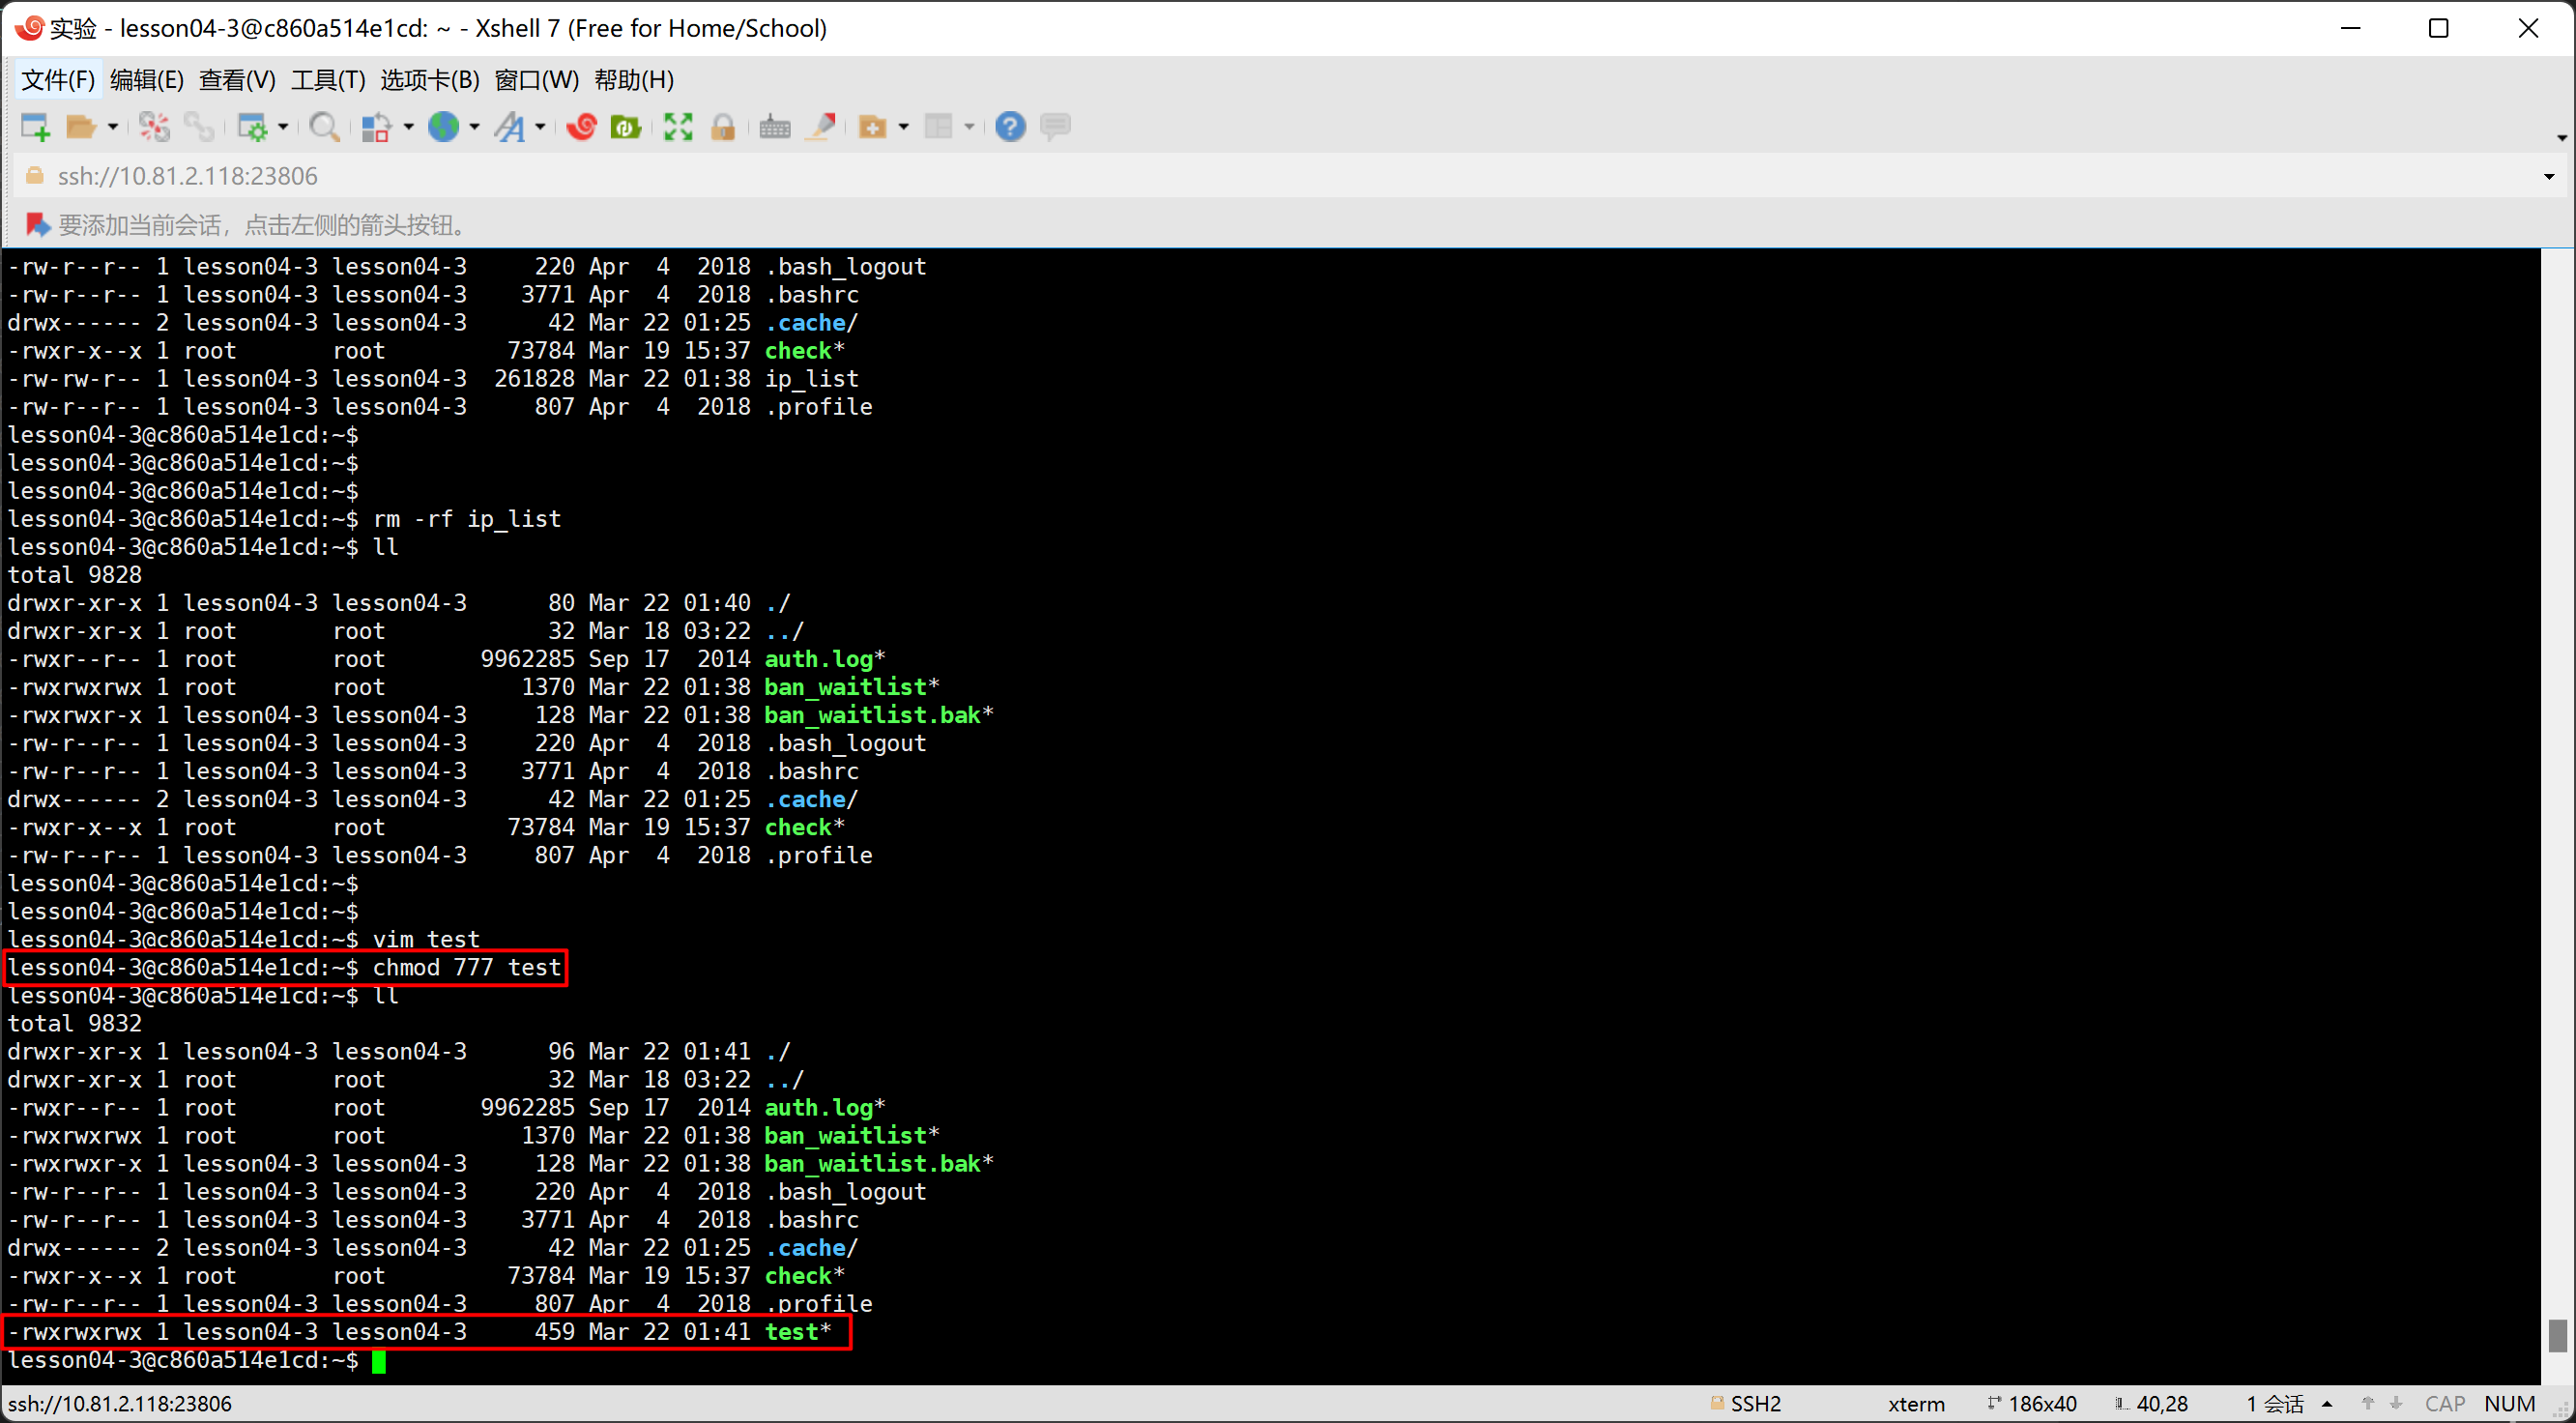 实验 - lesson04-3@c860a514e1cd: ~ - Xshell 7 (Free for Home/School)
文件(F) 编辑(E) 查看(V) 工具(T) 选项卡(B) 窗口(W) 帮助(H)
ssh://10.81.2.118:23806
要添加当前会话，点击左侧的箭头按钮。
-rw-r--r-- 1 lesson04-3 lesson04-3     220 Apr  4  2018 .bash_logout
-rw-r--r-- 1 lesson04-3 lesson04-3    3771 Apr  4  2018 .bashrc
drwx------ 2 lesson04-3 lesson04-3      42 Mar 22 01:25 .cache/
-rwxr-x--x 1 root       root         73784 Mar 19 15:37 check*
-rw-rw-r-- 1 lesson04-3 lesson04-3  261828 Mar 22 01:38 ip_list
-rw-r--r-- 1 lesson04-3 lesson04-3     807 Apr  4  2018 .profile
lesson04-3@c860a514e1cd:~$
lesson04-3@c860a514e1cd:~$
lesson04-3@c860a514e1cd:~$
lesson04-3@c860a514e1cd:~$ rm -rf ip_list
lesson04-3@c860a514e1cd:~$ ll
total 9828
drwxr-xr-x 1 lesson04-3 lesson04-3      80 Mar 22 01:40 ./
drwxr-xr-x 1 root       root            32 Mar 18 03:22 ../
-rwxr--r-- 1 root       root       9962285 Sep 17  2014 auth.log*
-rwxrwxrwx 1 root       root          1370 Mar 22 01:38 ban_waitlist*
-rwxrwxr-x 1 lesson04-3 lesson04-3     128 Mar 22 01:38 ban_waitlist.bak*
-rw-r--r-- 1 lesson04-3 lesson04-3     220 Apr  4  2018 .bash_logout
-rw-r--r-- 1 lesson04-3 lesson04-3    3771 Apr  4  2018 .bashrc
drwx------ 2 lesson04-3 lesson04-3      42 Mar 22 01:25 .cache/
-rwxr-x--x 1 root       root         73784 Mar 19 15:37 check*
-rw-r--r-- 1 lesson04-3 lesson04-3     807 Apr  4  2018 .profile
lesson04-3@c860a514e1cd:~$
lesson04-3@c860a514e1cd:~$
lesson04-3@c860a514e1cd:~$ vim test
lesson04-3@c860a514e1cd:~$ chmod 777 test
lesson04-3@c860a514e1cd:~$ ll
total 9832
drwxr-xr-x 1 lesson04-3 lesson04-3      96 Mar 22 01:41 ./
drwxr-xr-x 1 root       root            32 Mar 18 03:22 ../
-rwxr--r-- 1 root       root       9962285 Sep 17  2014 auth.log*
-rwxrwxrwx 1 root       root          1370 Mar 22 01:38 ban_waitlist*
-rwxrwxr-x 1 lesson04-3 lesson04-3     128 Mar 22 01:38 ban_waitlist.bak*
-rw-r--r-- 1 lesson04-3 lesson04-3     220 Apr  4  2018 .bash_logout
-rw-r--r-- 1 lesson04-3 lesson04-3    3771 Apr  4  2018 .bashrc
drwx------ 2 lesson04-3 lesson04-3      42 Mar 22 01:25 .cache/
-rwxr-x--x 1 root       root         73784 Mar 19 15:37 check*
-rw-r--r-- 1 lesson04-3 lesson04-3     807 Apr  4  2018 .profile
-rwxrwxrwx 1 lesson04-3 lesson04-3     459 Mar 22 01:41 test*
lesson04-3@c860a514e1cd:~$
ssh://10.81.2.118:23806 SSH2 xterm 186x40 40,28 1 会话 CAP NUM